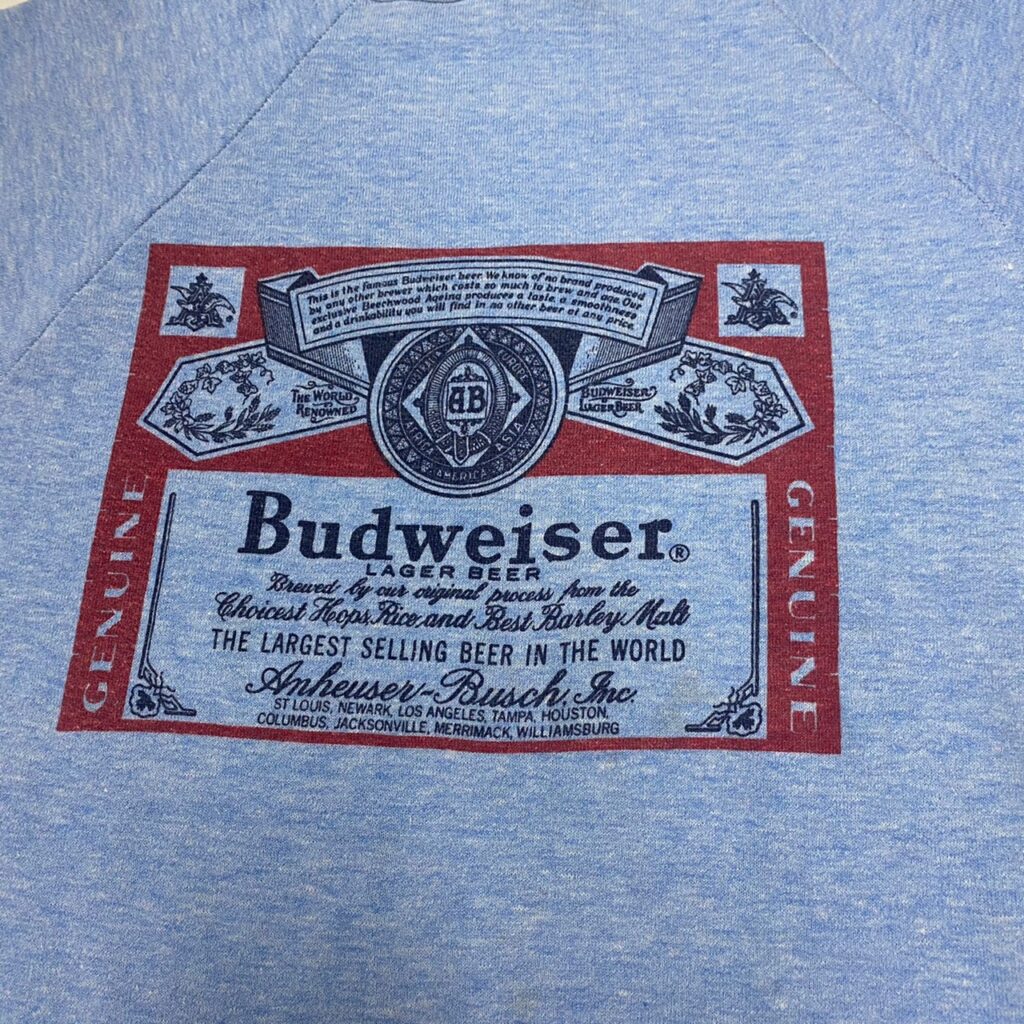 This is the famous Budweiser beer. We know of no brand produced
by any other brewer which costs so much to brew and age. Our
exclusive Beechwood Ageing produces a taste, a smoothness
and a drinkability you will find in no other beer at any price.
THE WORLD
RENOWNED
BUDWEISER
LAGER BEER
EUROPE
AFRICA
AB
ASIA
AMERICA
GENUINE
GENUINE
Budweiser®
LAGER BEER
Brewed by our original process from the
Choicest Hops, Rice and Best Barley Malt
THE LARGEST SELLING BEER IN THE WORLD
Anheuser-Busch, Inc.
ST LOUIS, NEWARK, LOS ANGELES, TAMPA, HOUSTON,
COLUMBUS, JACKSONVILLE, MERRIMACK, WILLIAMSBURG